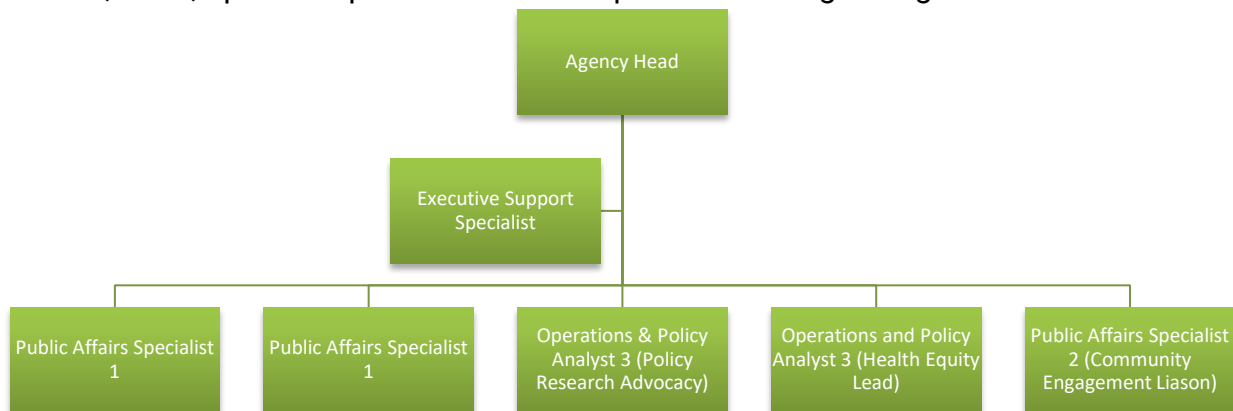 Agency Head
Executive Support
Specialist
Public Affairs Specialist
1
Public Affairs Specialist
1
Operations & Policy
Analyst 3 (Policy
Research Advocacy)
Operations and Policy
Analyst 3 (Health Equity
Lead)
Public Affairs Specialist
2 (Community
Engagement Liason)